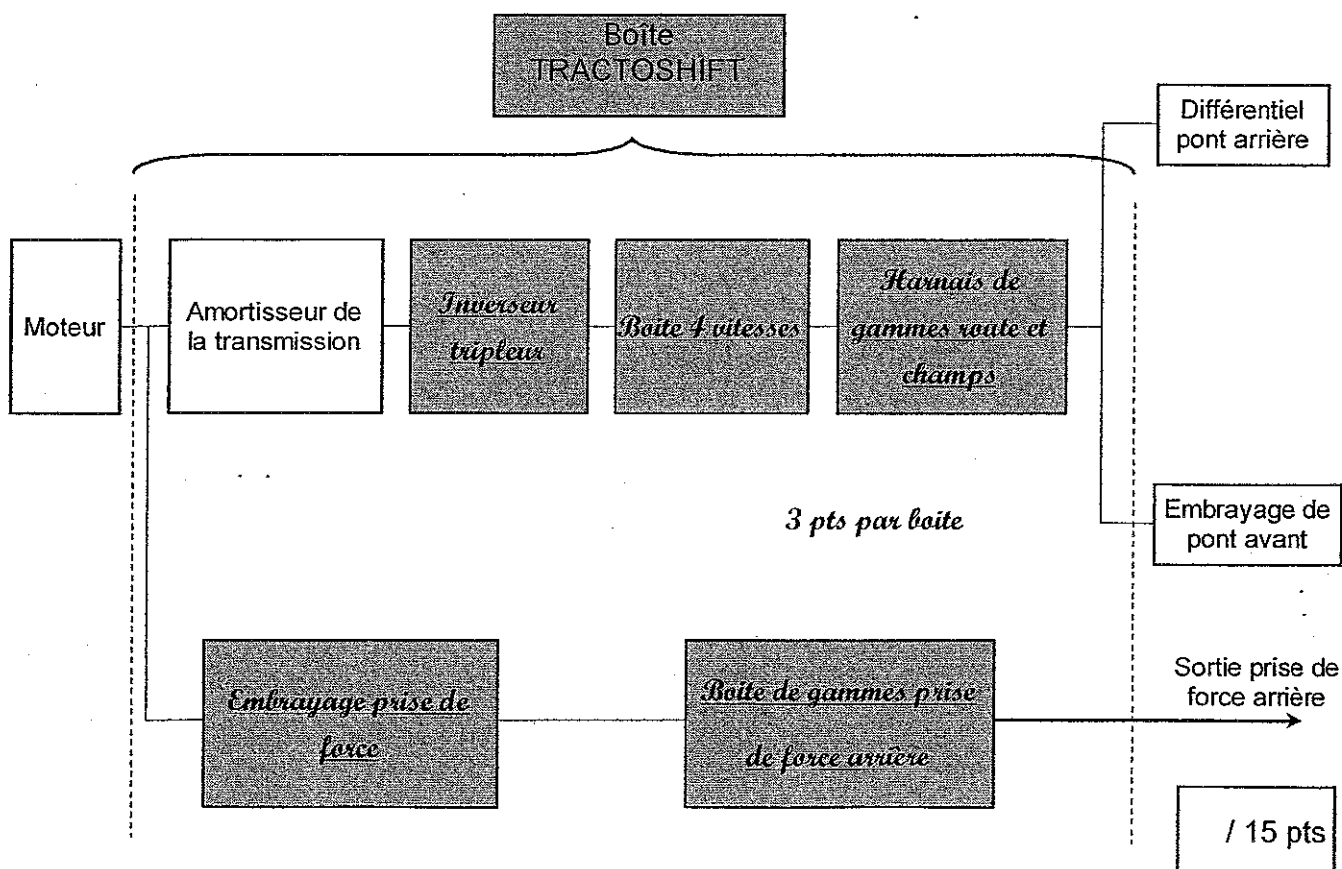 Boîte
TRACTOSHIFT
Différentiel
pont arrière
Moteur
Amortisseur de
la transmission
Inverseur
tripleur
Boîte 4 vitesses
Harnais de
gammes route et
champs
3 pts par boite
Embrayage de
pont avant
Embrayage prise de
force
Boîte de gammes prise
de force arrière
Sortie prise de
force arrière
/ 15 pts